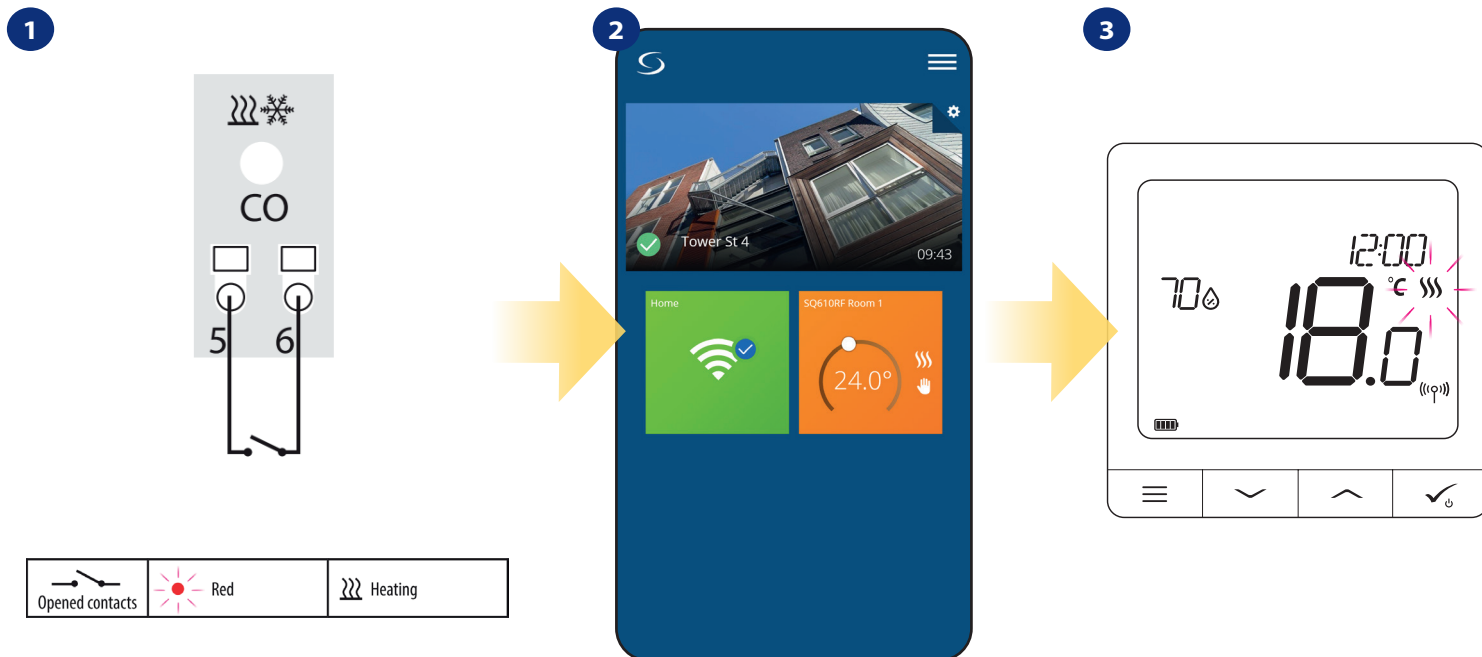 1
CO
5 6
Opened contacts
Red
Heating
2
Tower St 4
09:43
Home
SQ610RF Room 1
24.0°
3
12:00
70
18.0 °C